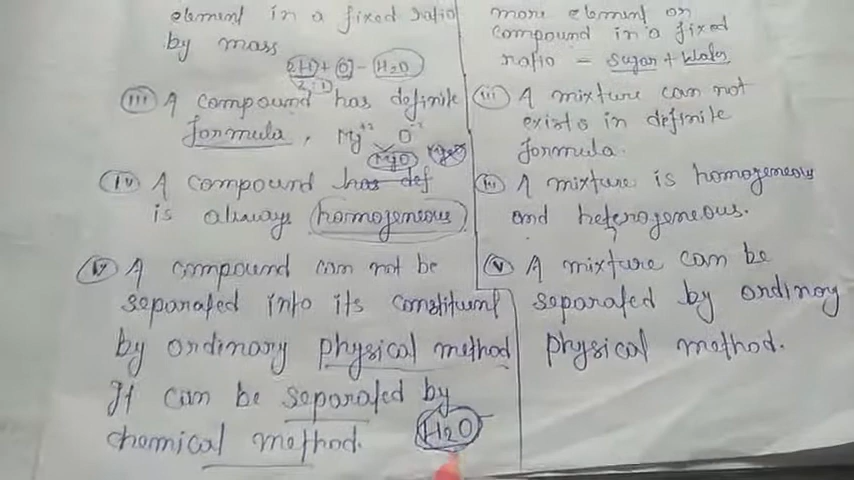 element in a fixed ratio
by mass
2H + O - H2O
2:1
(iii) A compound has definite
formula, Mg+2 O-2
MgO
(iv) A compound has def
is always homogeneous
(v) A compound can not be
separated into its constituent
by ordinary physical method
It can be separated by
chemical method. H2O
more element or
compound in a fixed
ratio - sugar + Water
(iii) A mixture can not
exists in definite
formula.
(iii) A mixture is homogeneous
and heterogeneous.
(v) A mixture can be
separated by ordinary
physical method.